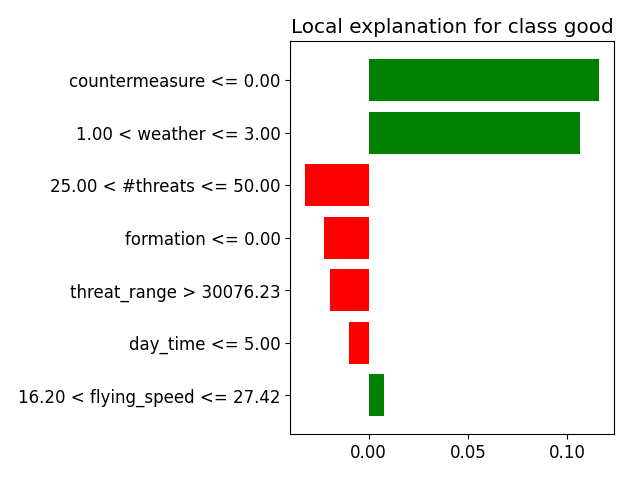 Local explanation for class good
countermeasure <= 0.00
1.00 < weather <= 3.00
25.00 < #threats <= 50.00
formation <= 0.00
threat_range > 30076.23
day_time <= 5.00
16.20 < flying_speed <= 27.42
0.00 0.05 0.10